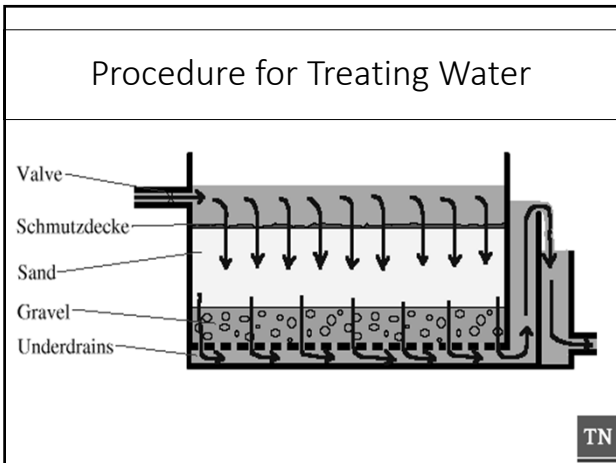 Procedure for Treating Water
Valve
Schmutzdecke
Sand
Gravel
Underdrains
TN